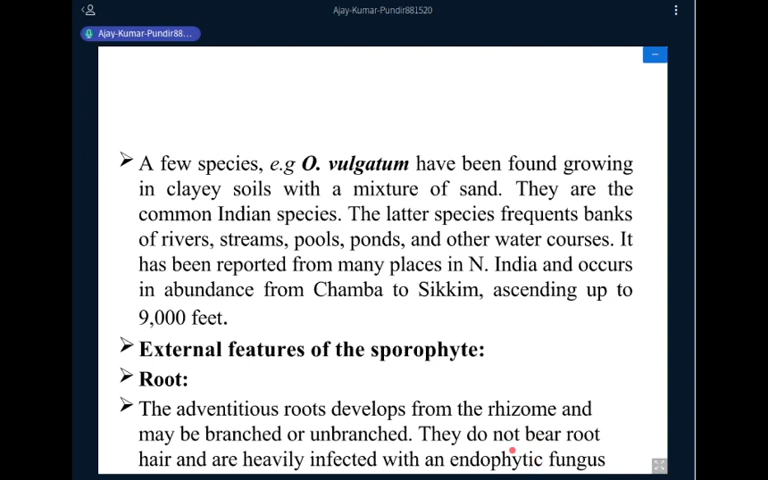 Ajay-Kumar-Pundir881520
Ajay-Kumar-Pundir88...
A few species, e.g O. vulgatum have been found growing
in clayey soils with a mixture of sand. They are the
common Indian species. The latter species frequents banks
of rivers, streams, pools, ponds, and other water courses. It
has been reported from many places in N. India and occurs
in abundance from Chamba to Sikkim, ascending up to
9,000 feet.
External features of the sporophyte:
Root:
The adventitious roots develops from the rhizome and
may be branched or unbranched. They do not bear root
hair and are heavily infected with an endophytic fungus